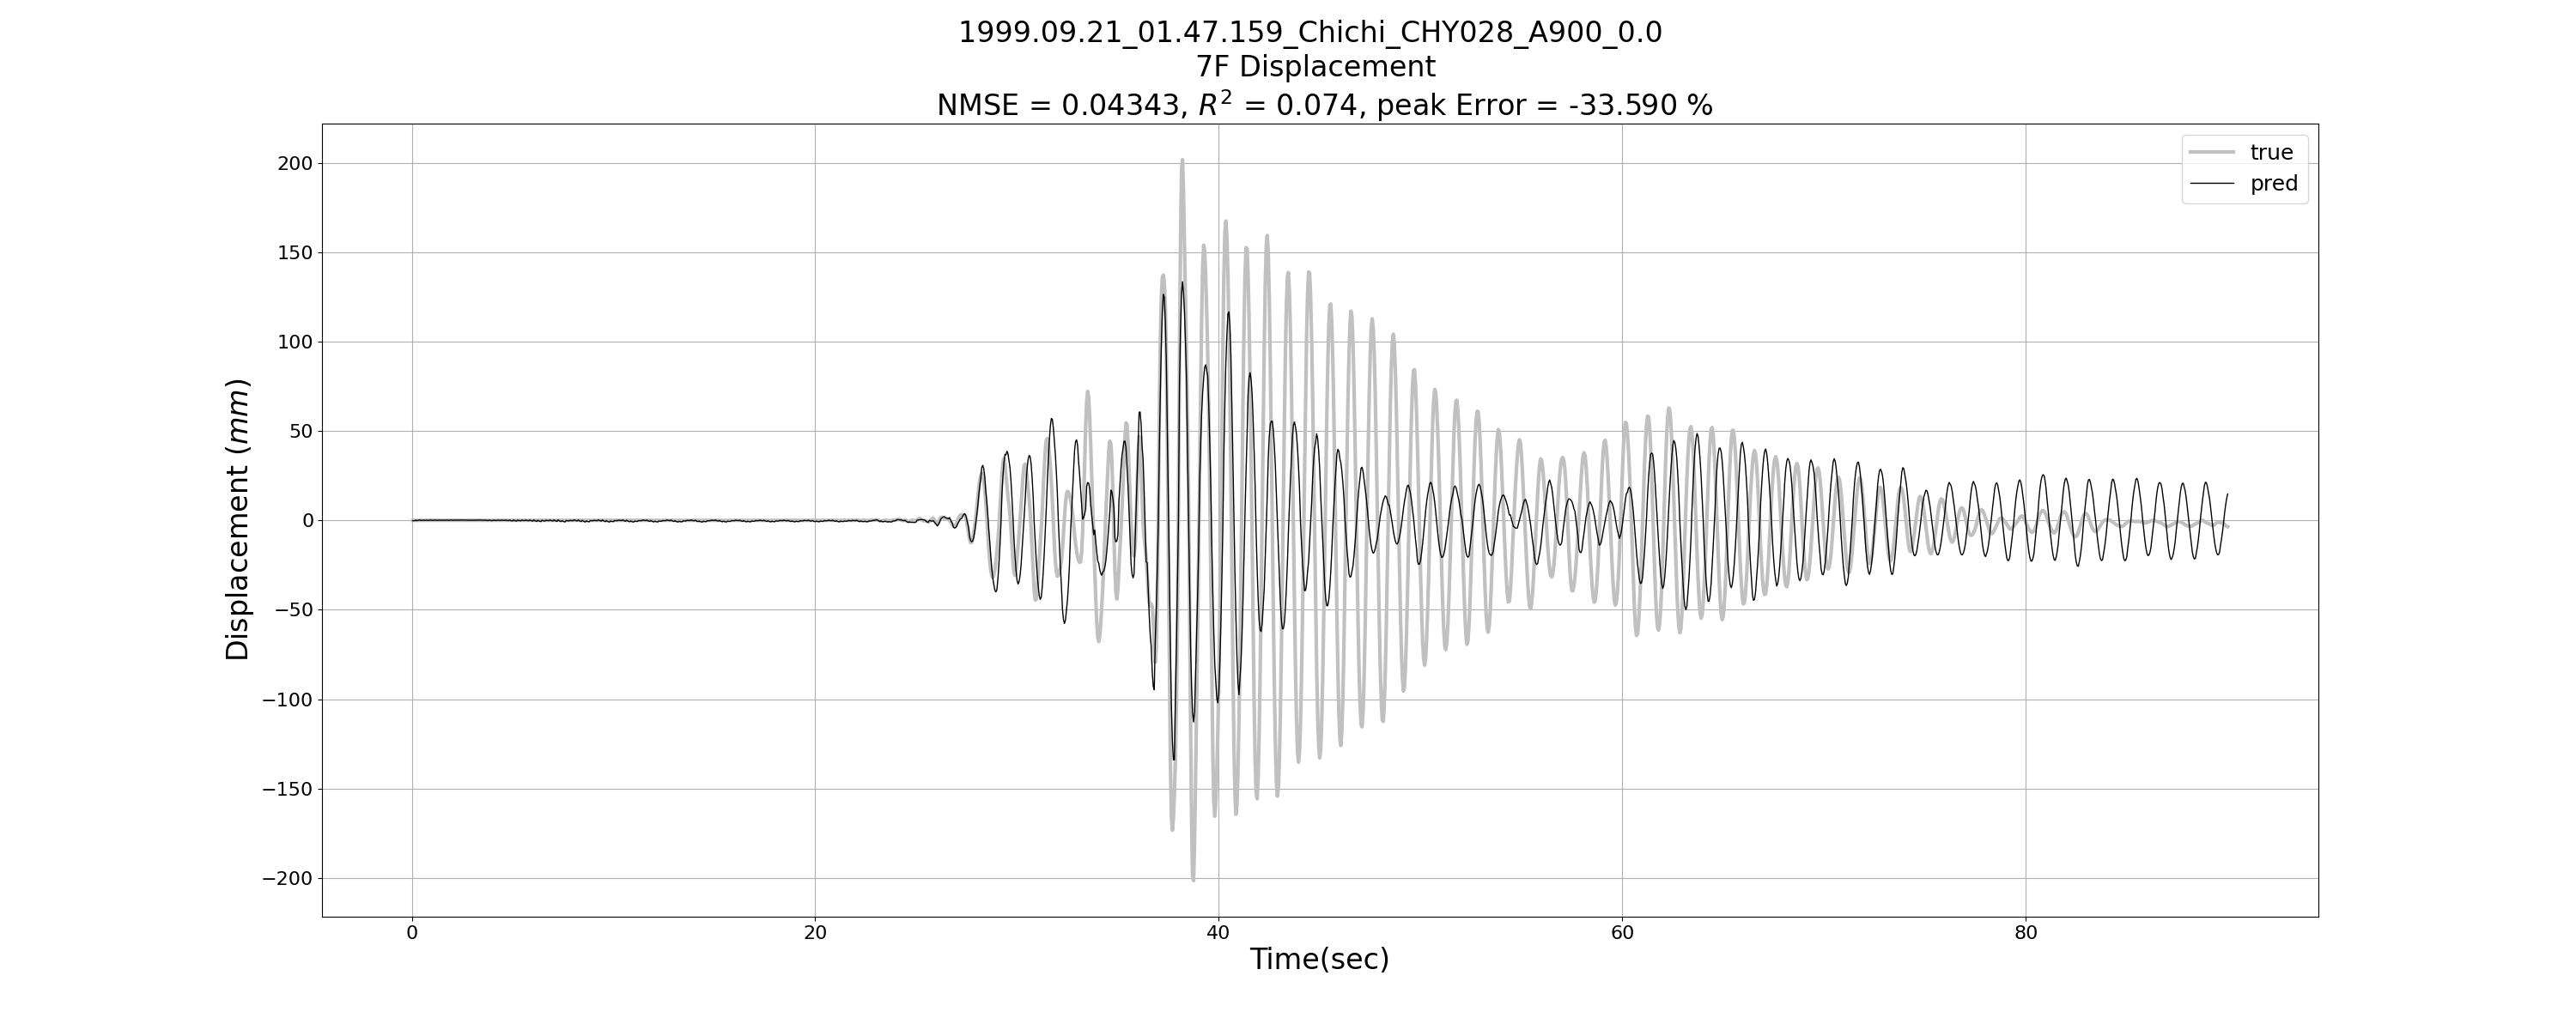 1999.09.21_01.47.159_Chichi_CHY028_A900_0.0
7F Displacement
NMSE = 0.04343, R² = 0.074, peak Error = -33.590 %
true
pred
200
150
100
50
0
−50
−100
−150
−200
Displacement (mm)
0 20 40 60 80
Time(sec)